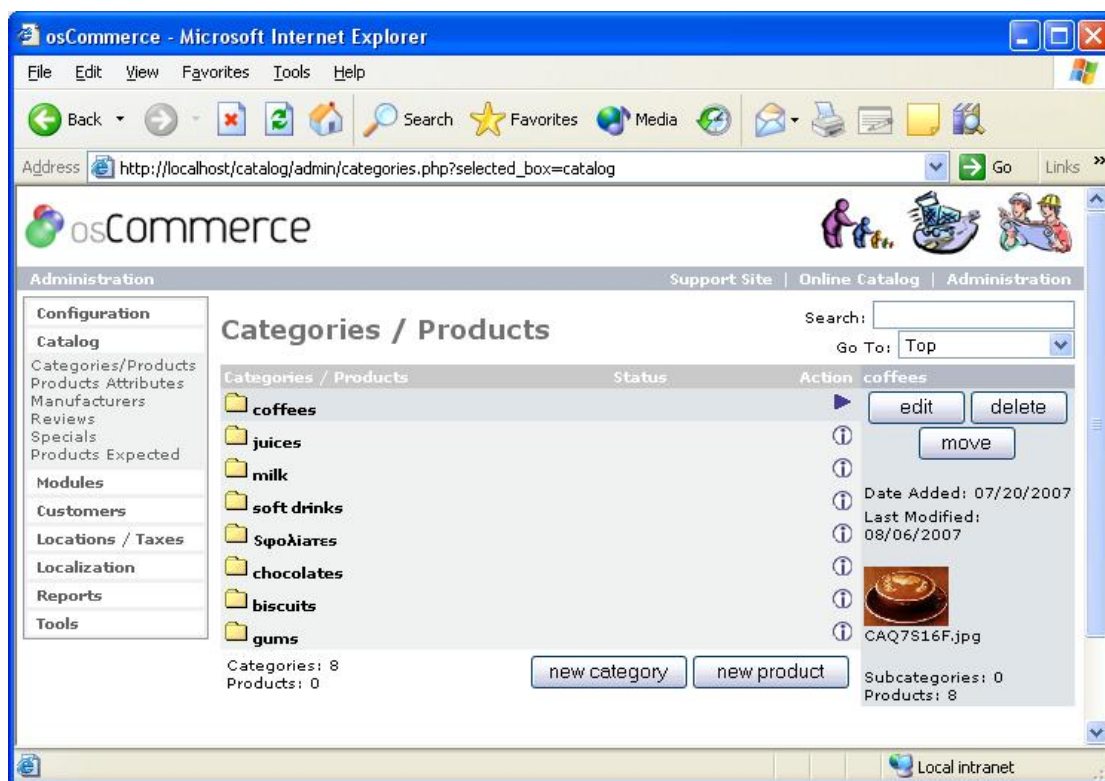 osCommerce - Microsoft Internet Explorer
File Edit View Favorites Tools Help
Back Search Favorites Media
Address http://localhost/catalog/admin/categories.php?selected_box=catalog Go Links »
osCommerce
Administration Support Site | Online Catalog | Administration
Configuration
Catalog
Categories/Products
Products Attributes
Manufacturers
Reviews
Specials
Products Expected
Modules
Customers
Locations / Taxes
Localization
Reports
Tools
Categories / Products
Search:
Go To: Top
Categories / Products Status Action
coffees
juices
milk
soft drinks
Sφολίατες
chocolates
biscuits
gums
Categories: 8
Products: 0
new category new product
coffees
edit delete
move
Date Added: 07/20/2007
Last Modified:
08/06/2007
CAQ7S16F.jpg
Subcategories: 0
Products: 8
Local intranet